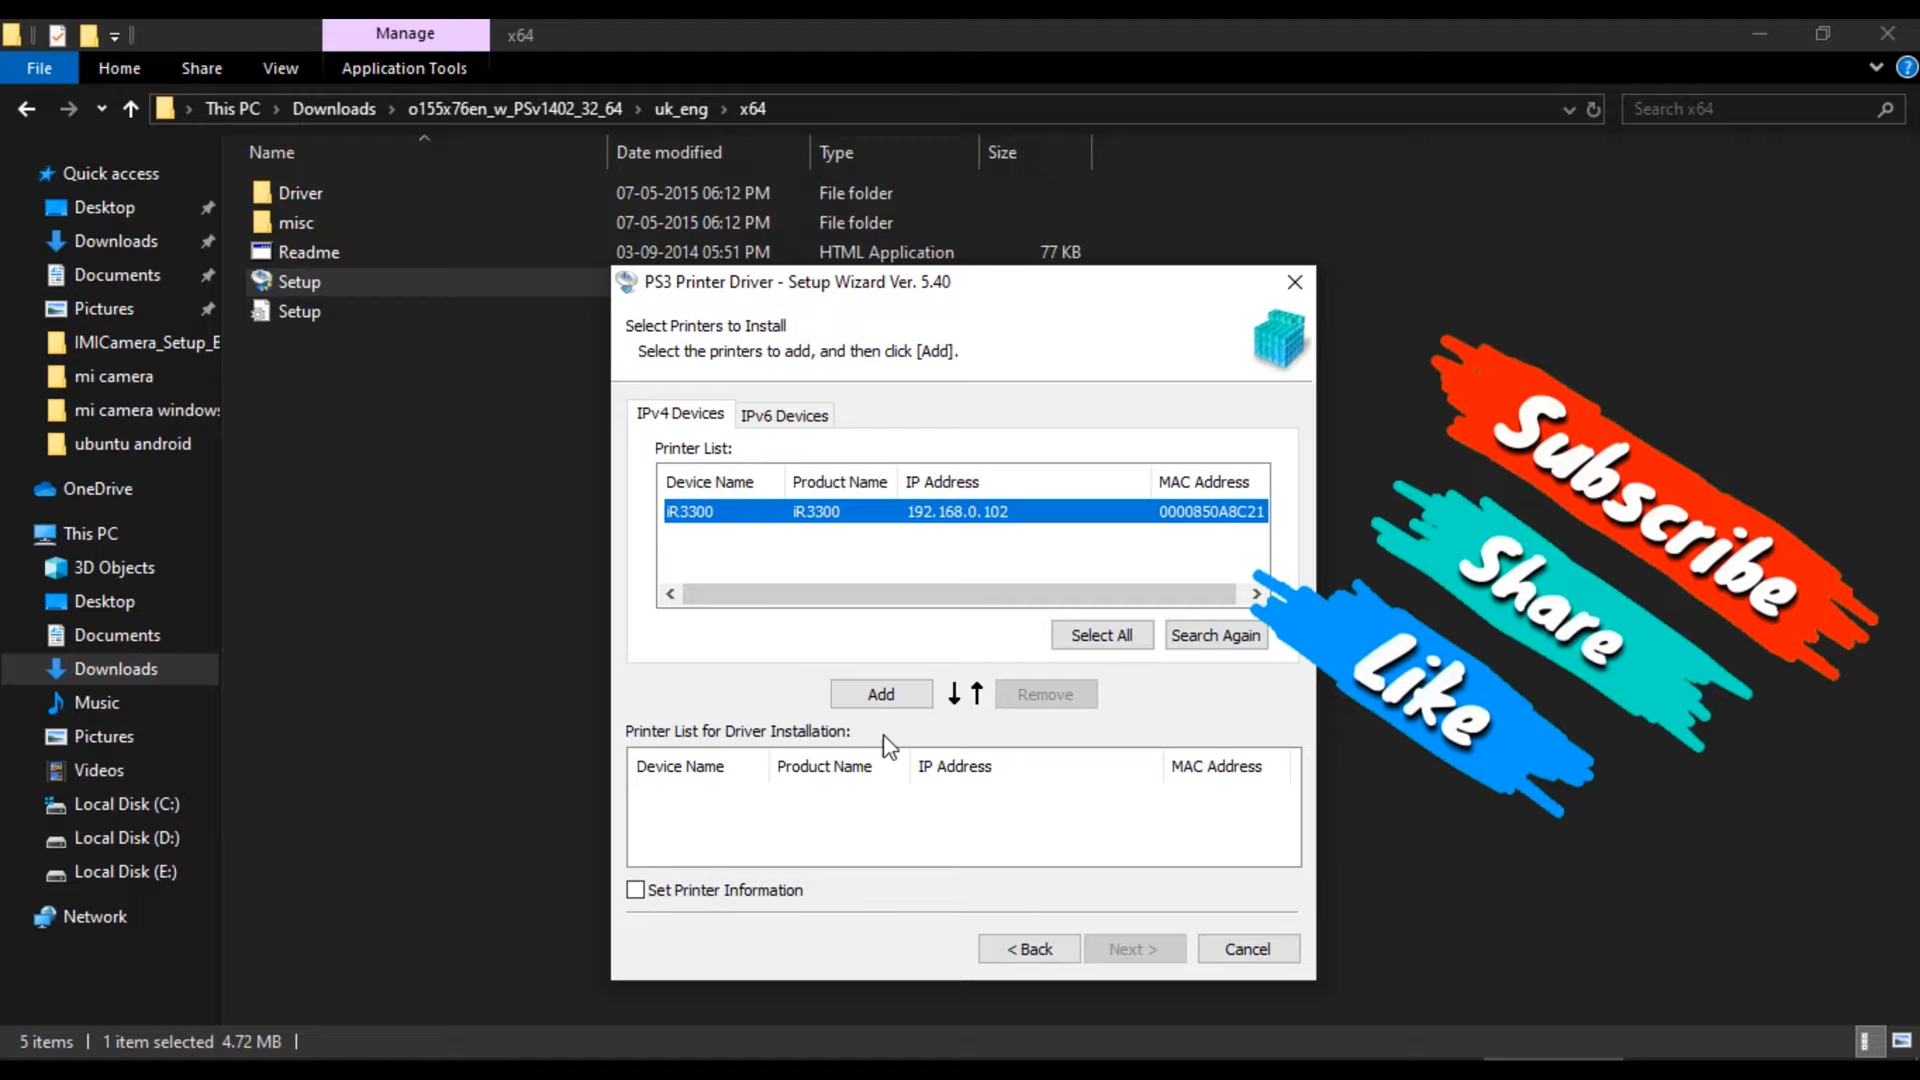 Manage
x64
File
Home
Share
View
Application Tools
This PC
Downloads
o155x76en_w_PSv1402_32_64
uk_eng
x64
Search x64
Name
Date modified
Type
Size
Quick access
Desktop
Downloads
Documents
Pictures
IMICamera_Setup_E
mi camera
mi camera windows
ubuntu android
OneDrive
This PC
3D Objects
Desktop
Documents
Downloads
Music
Pictures
Videos
Local Disk (C:)
Local Disk (D:)
Local Disk (E:)
Network
Driver 07-05-2015 06:12 PM File folder
misc 07-05-2015 06:12 PM File folder
Readme 03-09-2014 05:51 PM HTML Application 77 KB
Setup
Setup
PS3 Printer Driver - Setup Wizard Ver. 5.40
Select Printers to Install
Select the printers to add, and then click [Add].
IPv4 Devices
IPv6 Devices
Printer List:
Device Name Product Name IP Address MAC Address
iR3300 iR3300 192.168.0.102 0000850A8C21
Select All
Search Again
Add
Remove
Printer List for Driver Installation:
Device Name Product Name IP Address MAC Address
Set Printer Information
< Back
Next >
Cancel
Subscribe
Share
Like
5 items
1 item selected 4.72 MB